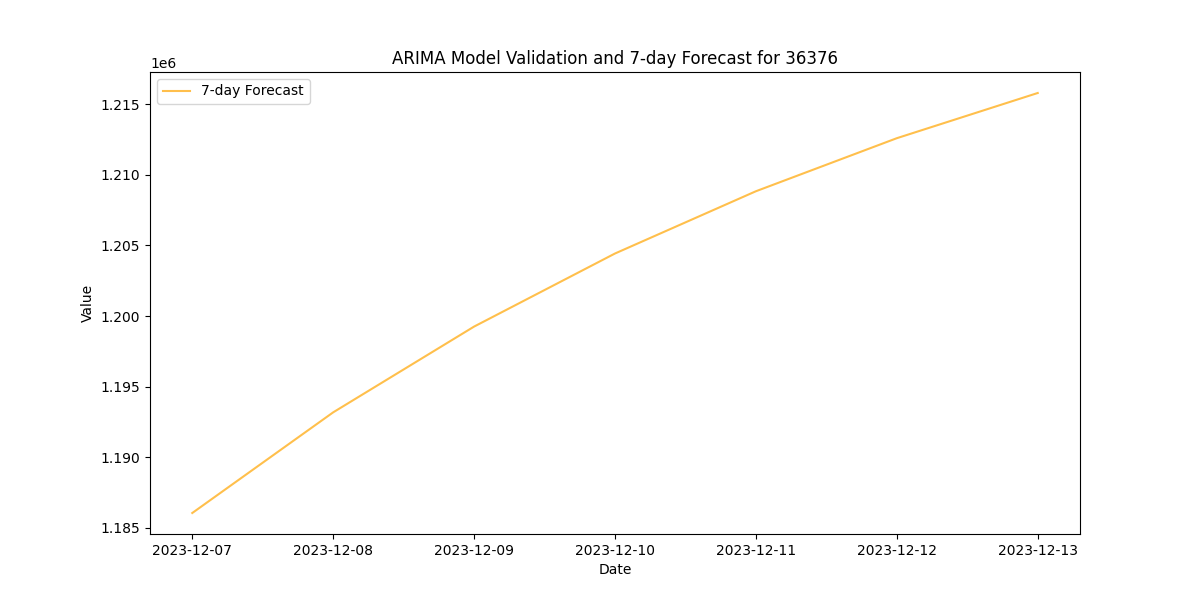 ARIMA Model Validation and 7-day Forecast for 36376
1e6
7-day Forecast
1.215
1.210
1.205
1.200
1.195
1.190
1.185
Value
2023-12-07 2023-12-08 2023-12-09 2023-12-10 2023-12-11 2023-12-12 2023-12-13
Date